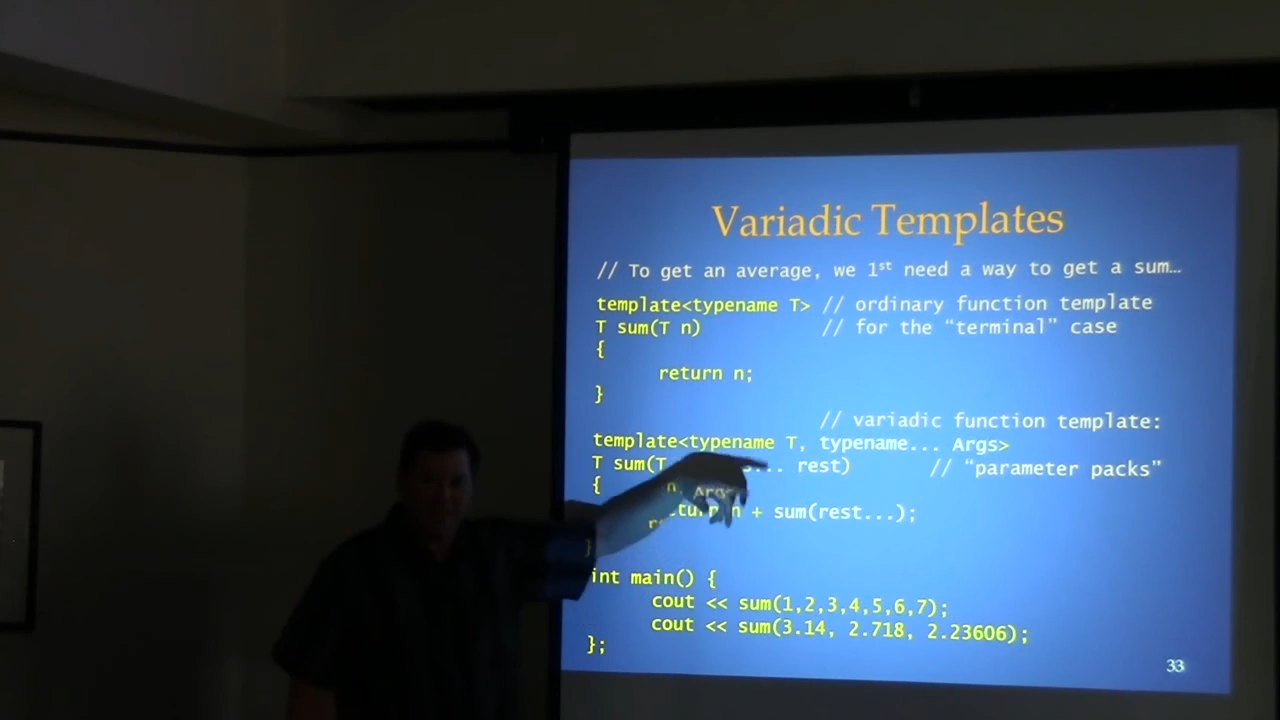 Variadic Templates
// To get an average, we 1st need a way to get a sum…
template<typename T> // ordinary function template
T sum(T n) // for the “terminal” case
{
return n;
}
// variadic function template:
template<typename T, typename... Args>
T sum(T ... rest) // “parameter packs”
{
return n + sum(rest...);
}
int main() {
cout << sum(1,2,3,4,5,6,7);
cout << sum(3.14, 2.718, 2.23606);
};
33